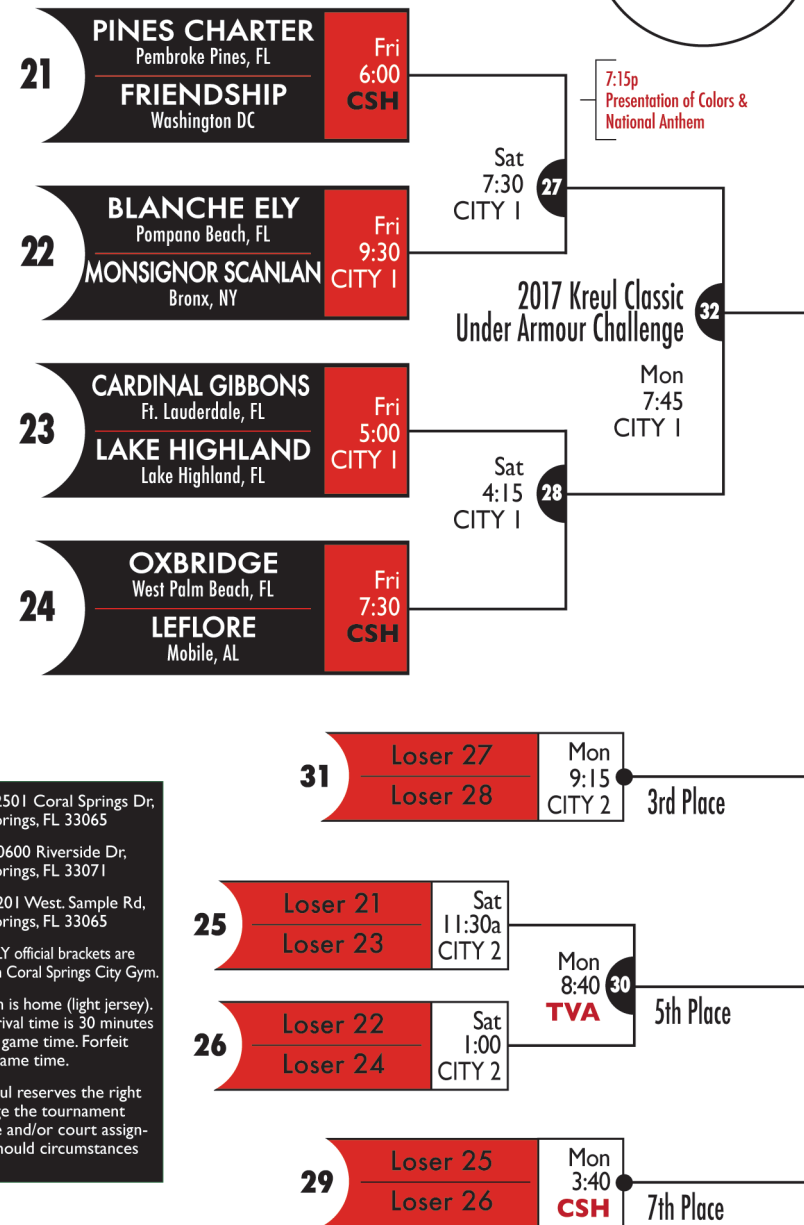 21
PINES CHARTER
Pembroke Pines, FL
FRIENDSHIP
Washington DC
Fri
6:00
CSH
7:15p
Presentation of Colors &
National Anthem
Sat
7:30
CITY 1
27
22
BLANCHE ELY
Pompano Beach, FL
MONSIGNOR SCANLAN
Bronx, NY
Fri
9:30
CITY 1
2017 Kreul Classic
Under Armour Challenge
32
Mon
7:45
CITY 1
23
CARDINAL GIBBONS
Ft. Lauderdale, FL
LAKE HIGHLAND
Lake Highland, FL
Fri
5:00
CITY 1
Sat
4:15
CITY 1
28
24
OXBRIDGE
West Palm Beach, FL
LEFLORE
Mobile, AL
Fri
7:30
CSH
31
Loser 27
Loser 28
Mon
9:15
CITY 2
3rd Place
2501 Coral Springs Dr,
prings, FL 33065
0600 Riverside Dr,
prings, FL 33071
201 West. Sample Rd,
prings, FL 33065
LY official brackets are
n Coral Springs City Gym.
m is home (light jersey).
rival time is 30 minutes
game time. Forfeit
ame time.
ul reserves the right
ge the tournament
e and/or court assign-
hould circumstances
25
Loser 21
Loser 23
Sat
11:30a
CITY 2
Mon
8:40
TVA
30
5th Place
26
Loser 22
Loser 24
Sat
1:00
CITY 2
29
Loser 25
Loser 26
Mon
3:40
CSH
7th Place